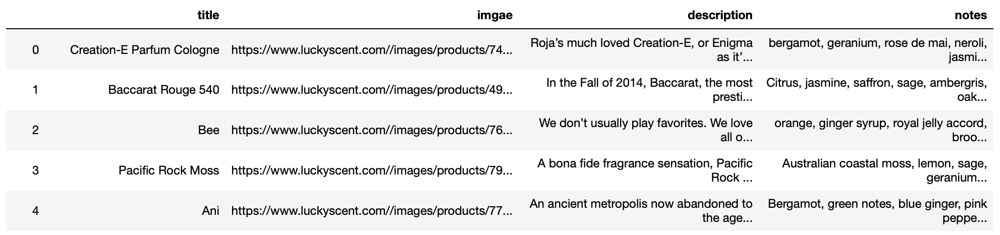 title imgae description notes
0 Creation-E Parfum Cologne https://www.luckyscent.com//images/products/74... Roja’s much loved Creation-E, or Enigma as it’... bergamot, geranium, rose de mai, neroli, jasmi...
1 Baccarat Rouge 540 https://www.luckyscent.com//images/products/49... In the Fall of 2014, Baccarat, the most presti... Citrus, jasmine, saffron, sage, ambergris, oak...
2 Bee https://www.luckyscent.com//images/products/76... We don’t usually play favorites. We love all o... orange, ginger syrup, royal jelly accord, broo...
3 Pacific Rock Moss https://www.luckyscent.com//images/products/79... A bona fide fragrance sensation, Pacific Rock ... Australian coastal moss, lemon, sage, geranium...
4 Ani https://www.luckyscent.com//images/products/77... An ancient metropolis now abandoned to the age... Bergamot, green notes, blue ginger, pink peppe...